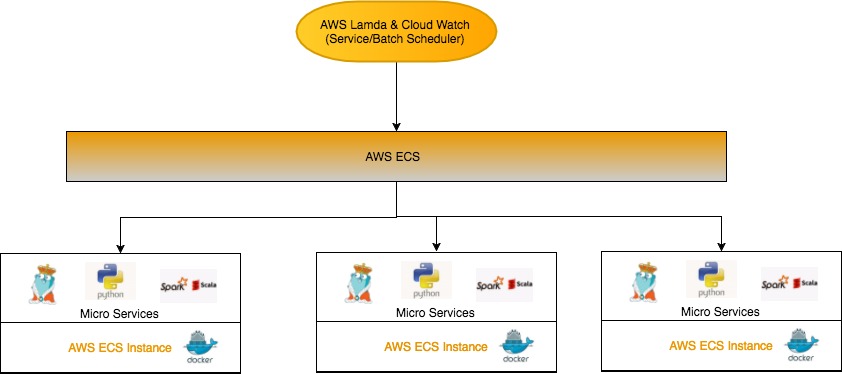 AWS Lamda & Cloud Watch
(Service/Batch Scheduler)
AWS ECS
python
Spark
Scala
Micro Services
AWS ECS Instance
docker
python
Spark
Scala
Micro Services
AWS ECS Instance
docker
python
Spark
Scala
Micro Services
AWS ECS Instance
docker